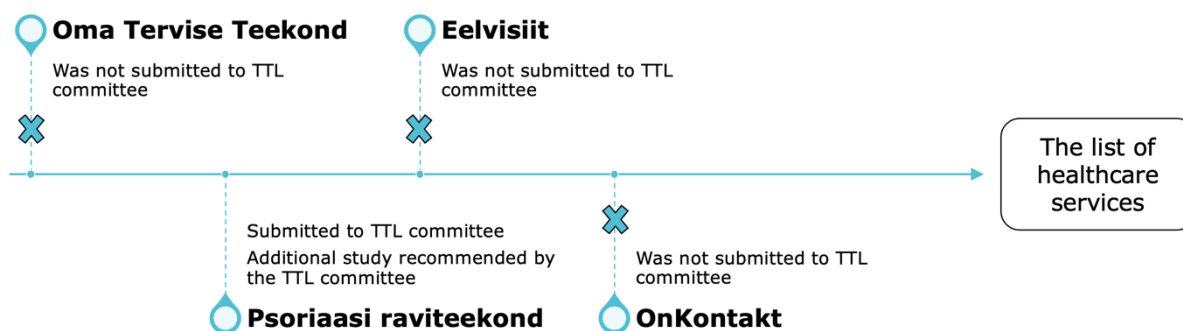 Oma Tervise Teekond
Was not submitted to TTL
committee
Eelvisiit
Was not submitted to TTL
committee
The list of
healthcare
services
Submitted to TTL committee
Additional study recommended by
the TTL committee
Psoriaasi raviteekond
Was not submitted to TTL
committee
OnKontakt